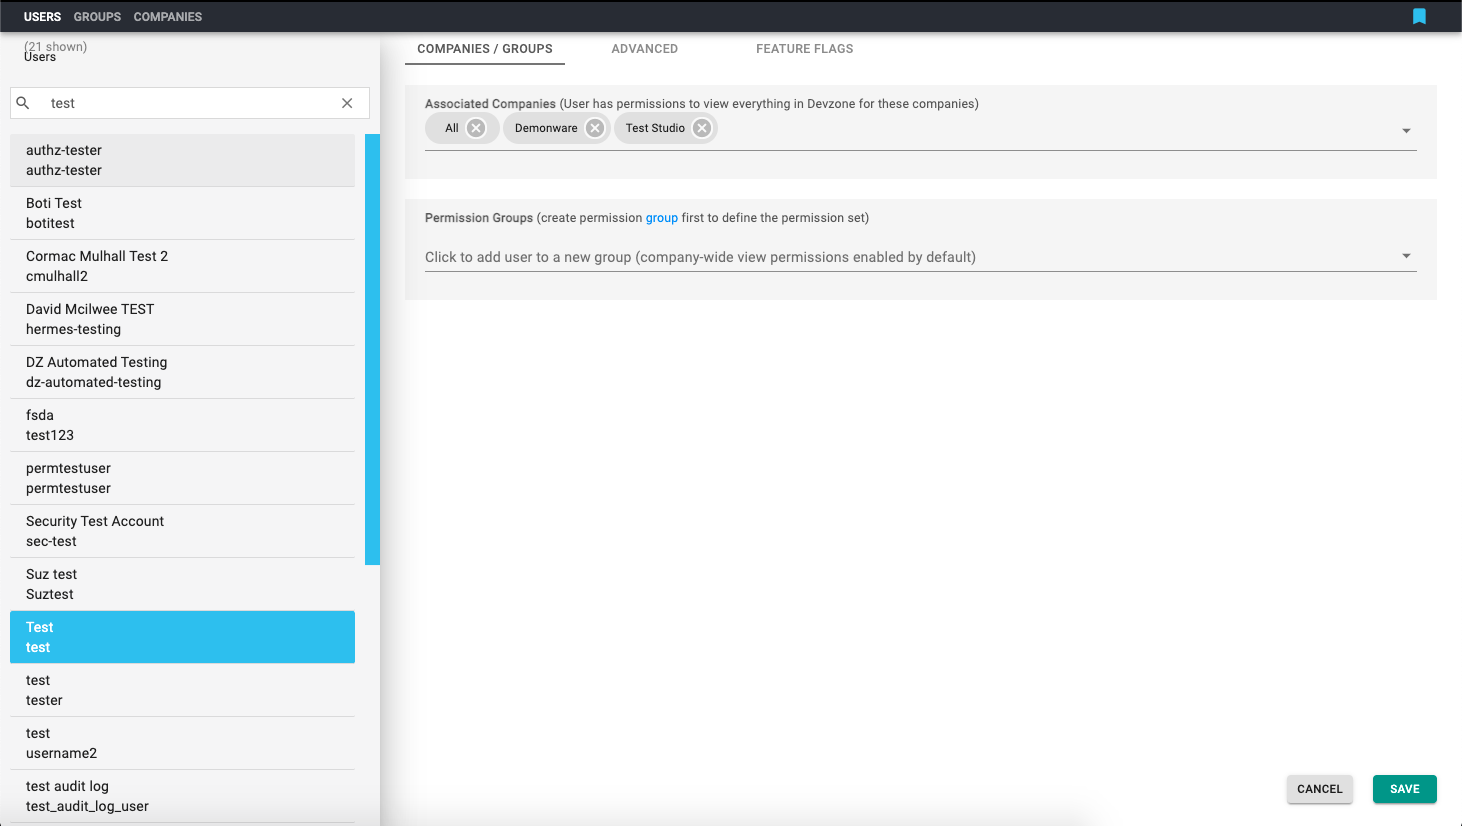 USERS GROUPS COMPANIES
(21 shown)
Users
test
authz-tester
authz-tester
Boti Test
botitest
Cormac Mulhall Test 2
cmulhall2
David Mcilwee TEST
hermes-testing
DZ Automated Testing
dz-automated-testing
fsda
test123
permtestuser
permtestuser
Security Test Account
sec-test
Suz test
Suztest
Test
test
test
tester
test
username2
test audit log
test_audit_log_user
COMPANIES / GROUPS ADVANCED FEATURE FLAGS
Associated Companies (User has permissions to view everything in Devzone for these companies)
All Demonware Test Studio
Permission Groups (create permission group first to define the permission set)
Click to add user to a new group (company-wide view permissions enabled by default)
CANCEL SAVE